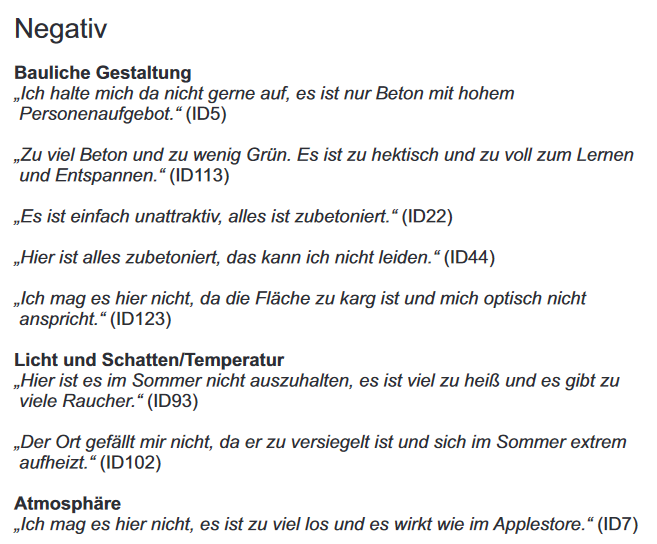 Negativ
Bauliche Gestaltung
„Ich halte mich da nicht gerne auf, es ist nur Beton mit hohem
Personenaufgebot.“ (ID5)
„Zu viel Beton und zu wenig Grün. Es ist zu hektisch und zu voll zum Lernen
und Entspannen.“ (ID113)
„Es ist einfach unattraktiv, alles ist zubetoniert.“ (ID22)
„Hier ist alles zubetoniert, das kann ich nicht leiden.“ (ID44)
„Ich mag es hier nicht, da die Fläche zu karg ist und mich optisch nicht
anspricht.“ (ID123)
Licht und Schatten/Temperatur
„Hier ist es im Sommer nicht auszuhalten, es ist viel zu heiß und es gibt zu
viele Raucher.“ (ID93)
„Der Ort gefällt mir nicht, da er zu versiegelt ist und sich im Sommer extrem
aufheizt.“ (ID102)
Atmosphäre
„Ich mag es hier nicht, es ist zu viel los und es wirkt wie im Applestore.“ (ID7)